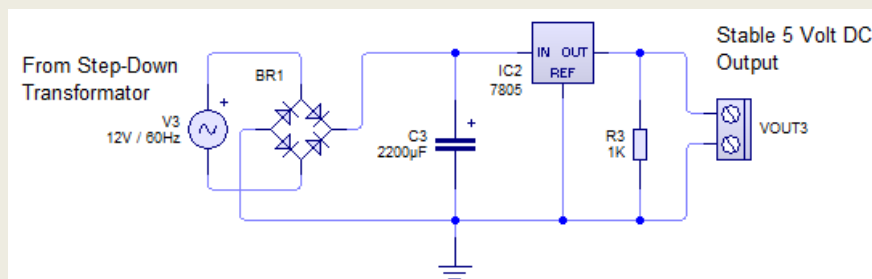 From Step-Down
Transformator
V3
12V / 60Hz
+
BR1
C3
2200µF
+
IN OUT
REF
IC2
7805
R3
1K
Stable 5 Volt DC
Output
VOUT3